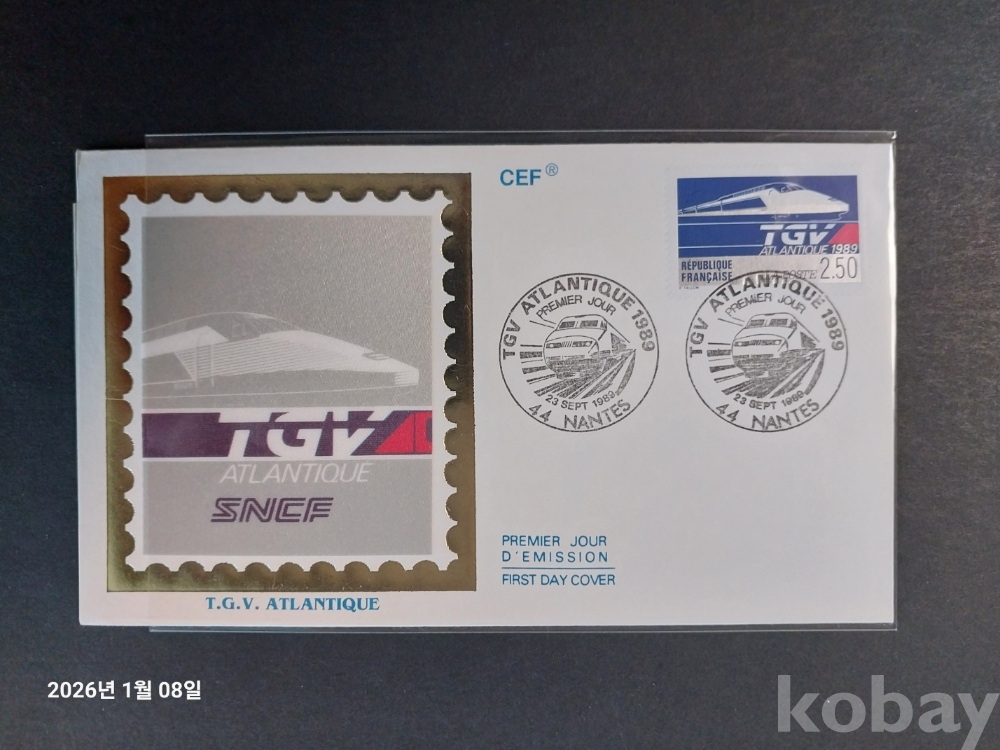 CEF®
TGV
ATLANTIQUE 1989
RÉPUBLIQUE
FRANÇAISE
LA POSTE 2.50
TGV ATLANTIQUE 1989
PREMIER JOUR
23 SEPT 1989
44 NANTES
TGV ATLANTIQUE 1989
PREMIER JOUR
23 SEPT 1989
44 NANTES
TGV
ATLANTIQUE
SNCF
PREMIER JOUR
D'EMISSION
FIRST DAY COVER
T.G.V. ATLANTIQUE
2026년 1월 08일
kobay